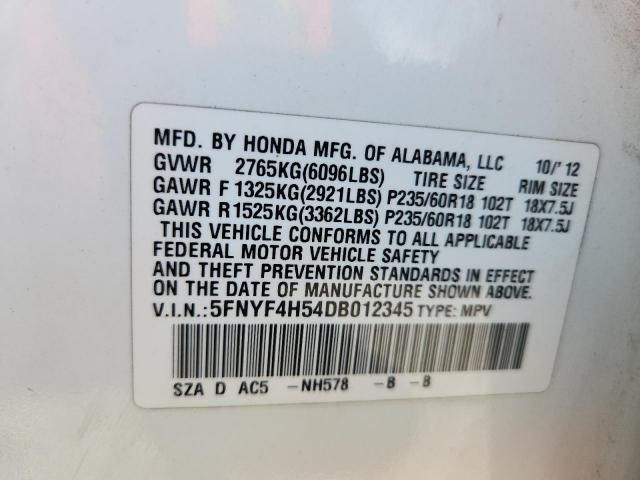 MFD. BY HONDA MFG. OF ALABAMA, LLC 10/'12
GVWR 2765KG(6096LBS) TIRE SIZE RIM SIZE
GAWR F 1325KG(2921LBS) P235/60R18 102T 18X7.5J
GAWR R 1525KG(3362LBS) P235/60R18 102T 18X7.5J
THIS VEHICLE CONFORMS TO ALL APPLICABLE
FEDERAL MOTOR VEHICLE SAFETY
AND THEFT PREVENTION STANDARDS IN EFFECT
ON THE DATE OF MANUFACTURE SHOWN ABOVE.
V.I.N.:5FNYF4H54DB012345 TYPE: MPV
SZA D AC5 -NH578 -B -B